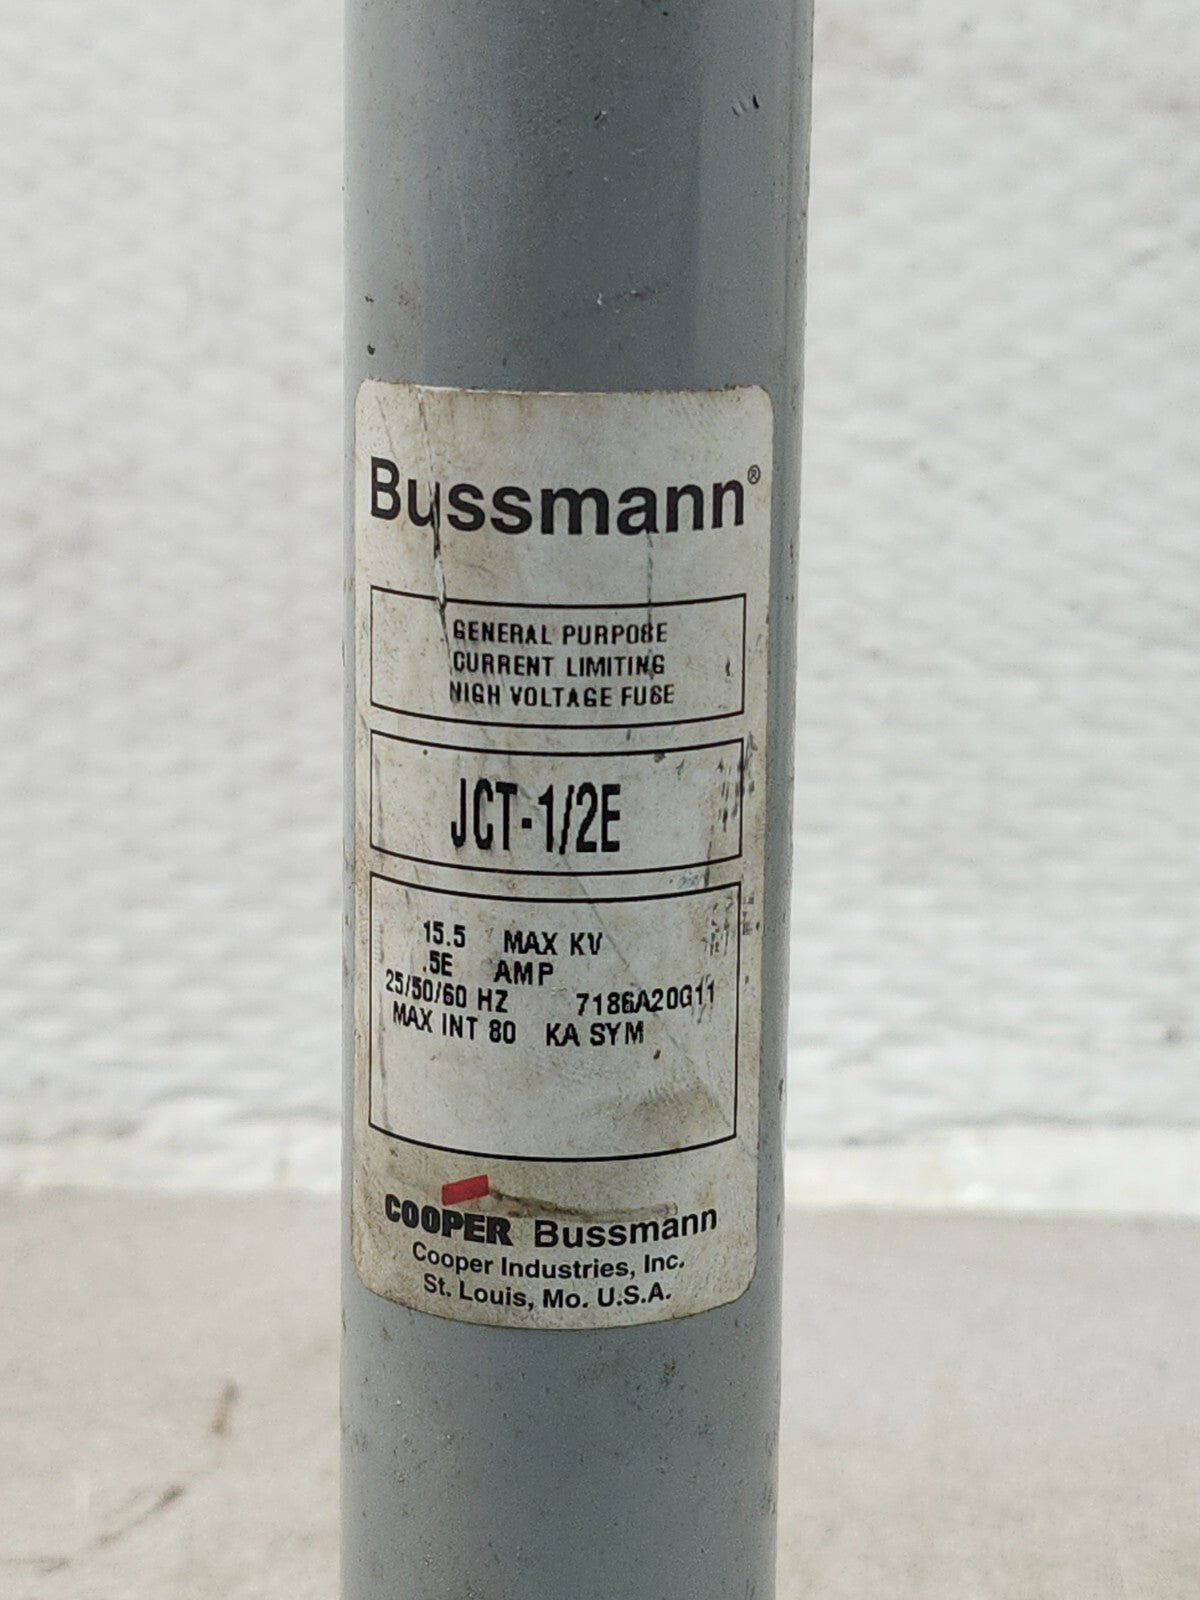 Bussmann®
GENERAL PURPOSE
CURRENT LIMITING
HIGH VOLTAGE FUSE
JCT-1/2E
15.5 MAX KV
.5E AMP
25/50/60 HZ 7186A20G11
MAX INT 80 KA SYM
COOPER Bussmann
Cooper Industries, Inc.
St. Louis, Mo. U.S.A.